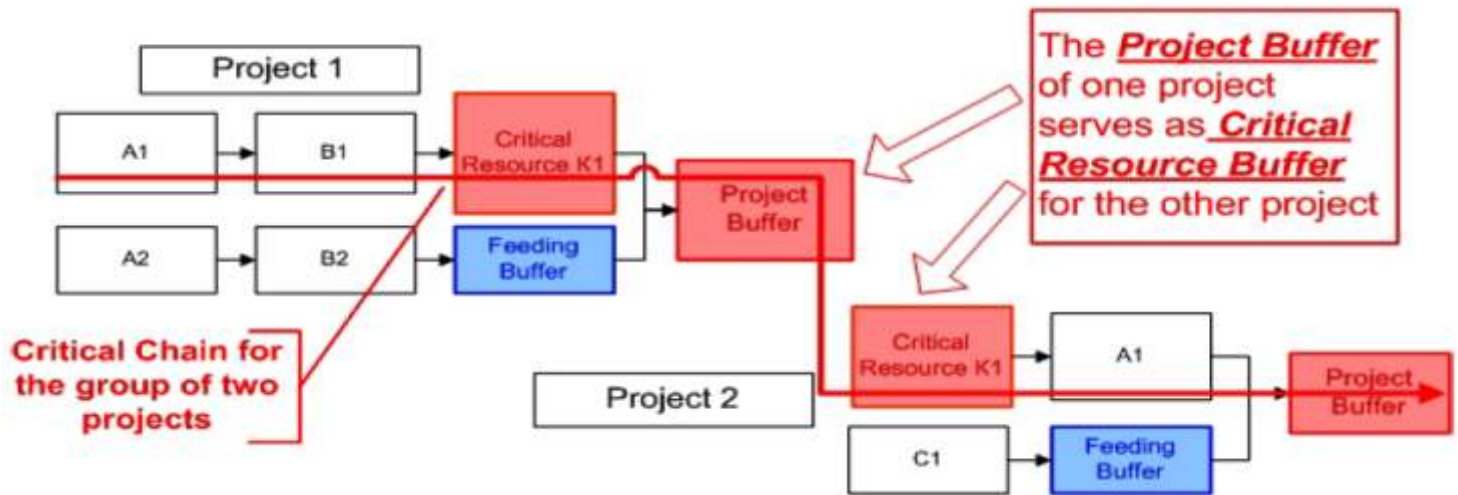 Project 1
A1
B1
Critical
Resource K1
Project
Buffer
A2
B2
Feeding
Buffer
The Project Buffer
of one project
serves as Critical
Resource Buffer
for the other project
Critical Chain for
the group of two
projects
Project 2
Critical
Resource K1
A1
Project
Buffer
C1
Feeding
Buffer